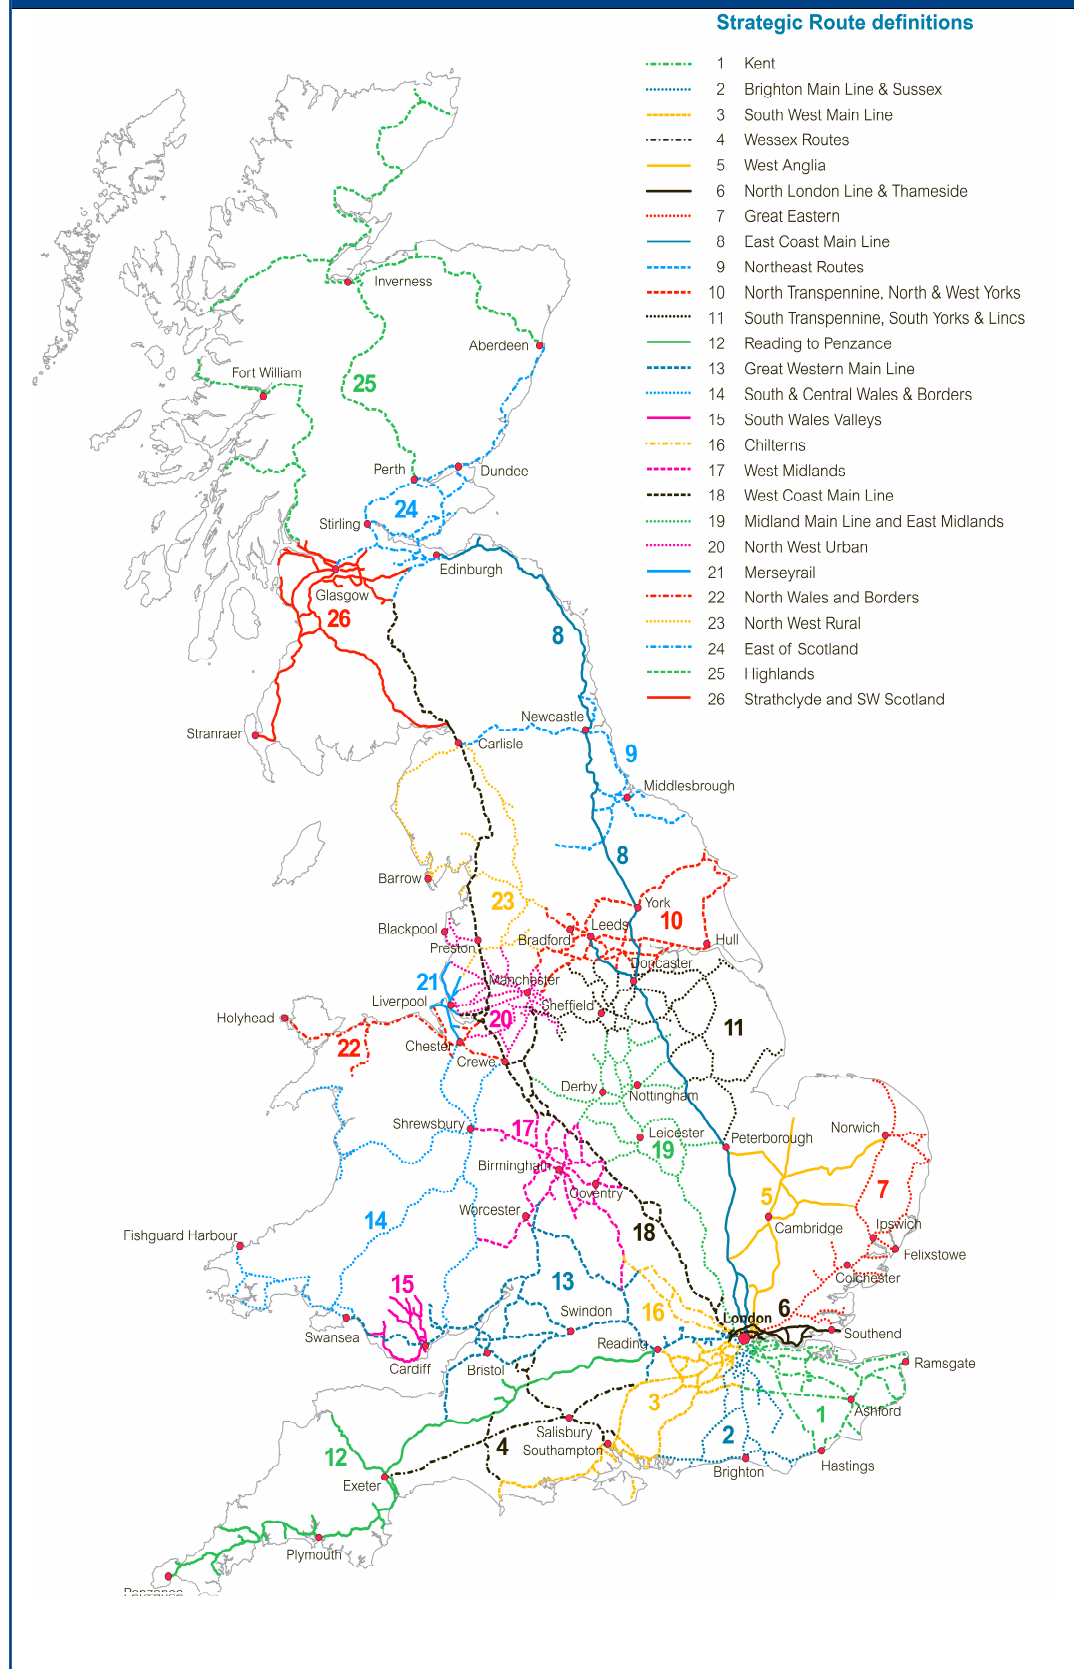 Strategic Route definitions
1 Kent
2 Brighton Main Line & Sussex
3 South West Main Line
4 Wessex Routes
5 West Anglia
6 North London Line & Thameside
7 Great Eastern
8 East Coast Main Line
9 Northeast Routes
10 North Transpennine, North & West Yorks
11 South Transpennine, South Yorks & Lincs
12 Reading to Penzance
13 Great Western Main Line
14 South & Central Wales & Borders
15 South Wales Valleys
16 Chilterns
17 West Midlands
18 West Coast Main Line
19 Midland Main Line and East Midlands
20 North West Urban
21 Merseyrail
22 North Wales and Borders
23 North West Rural
24 East of Scotland
25 Highlands
26 Strathclyde and SW Scotland
Inverness
Aberdeen
Fort William
25
Perth
Dundee
24
Stirling
Edinburgh
Glasgow
26
8
Newcastle
Stranraer
Carlisle
9
Middlesbrough
8
Barrow
23
York
10
Blackpool
Leeds
Preston
Bradford
Hull
Doncaster
21
Manchester
Liverpool
Sheffield
Holyhead
20
11
22
Chester
Crewe
Derby
Nottingham
Shrewsbury
17
Leicester
Peterborough
Norwich
19
Birmingham
Coventry
5
7
Worcester
14
18
Cambridge
Ipswich
Fishguard Harbour
Felixstowe
Colchester
15
13
16
6
Swindon
London
Swansea
Reading
Southend
Cardiff
Bristol
Ramsgate
3
1
Ashford
Salisbury
2
12
4
Southampton
Exeter
Brighton
Hastings
Plymouth
Penzance